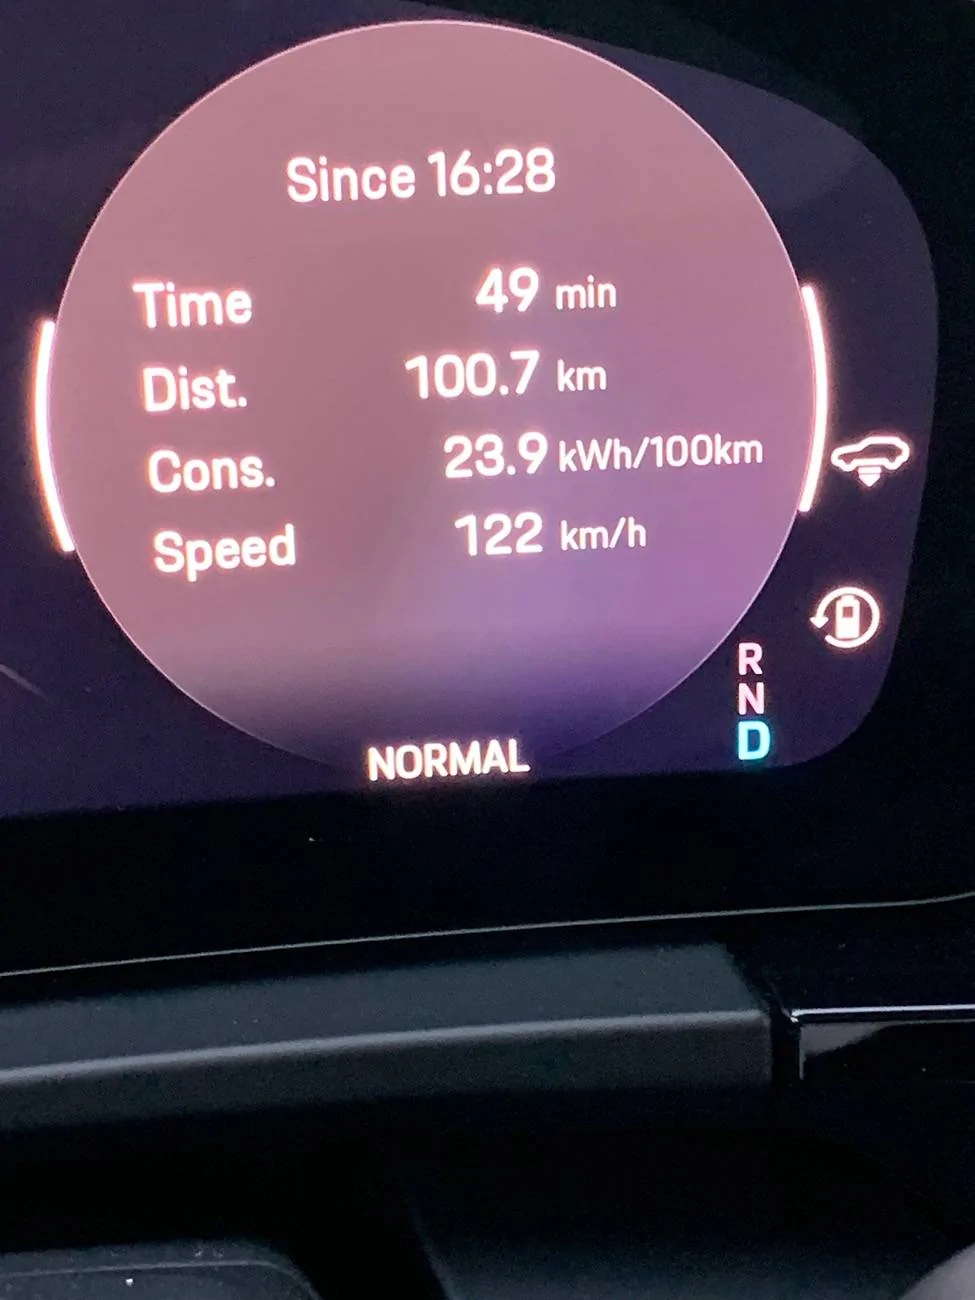 Since 16:28
Time 49 min
Dist. 100.7 km
Cons. 23.9 kWh/100km
Speed 122 km/h
R
N
D
NORMAL